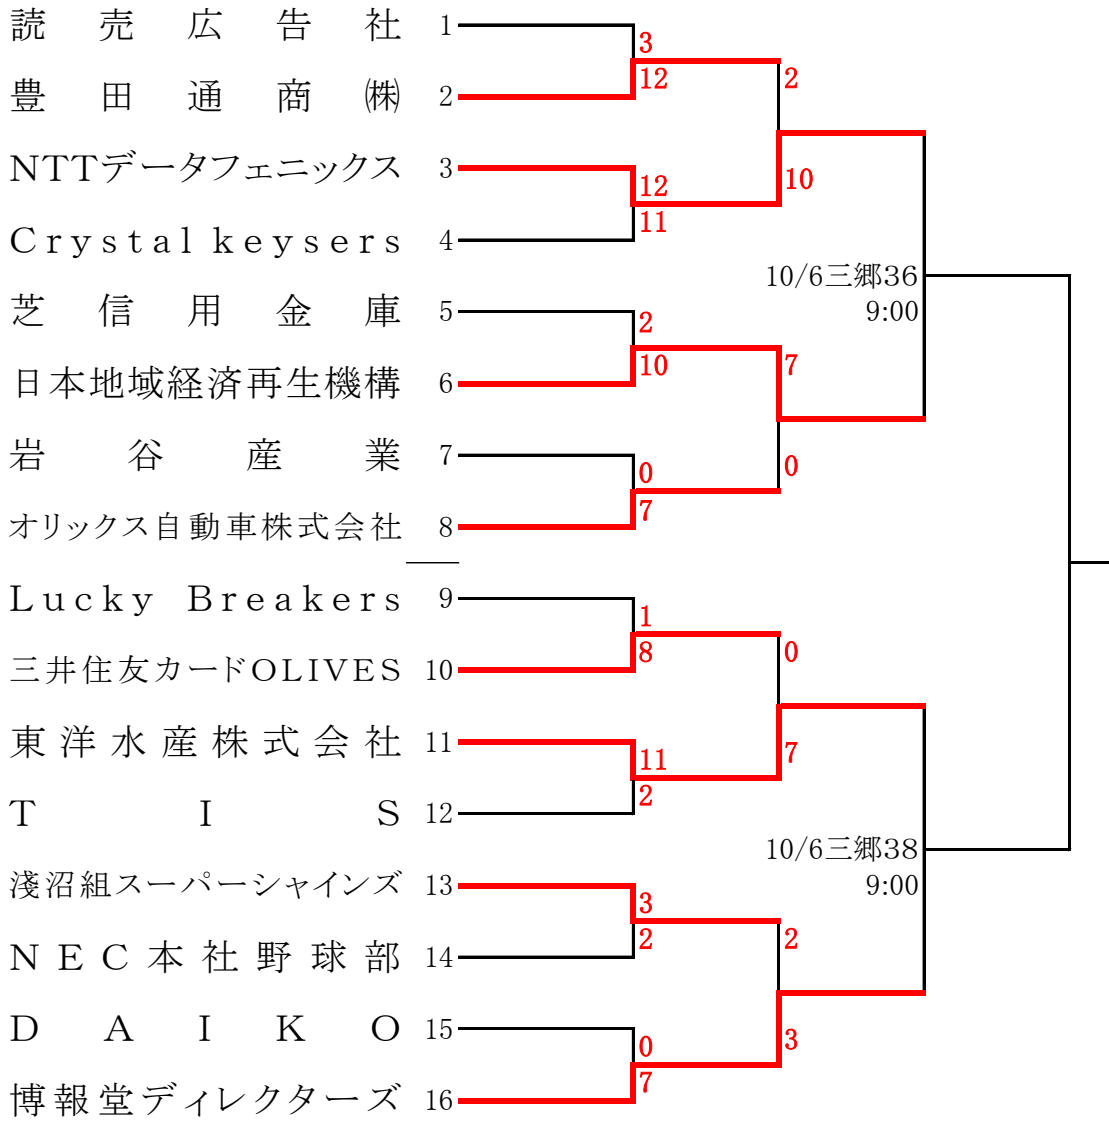 読売広告社 1
3
豊田通商㈱ 2
12
2
NTTデータフェニックス 3
12
10
Crystal keysers 4
11
10/6三郷36
9:00
芝信用金庫 5
2
日本地域経済再生機構 6
10
7
岩谷産業 7
0
0
オリックス自動車株式会社 8
7
Lucky Breakers 9
1
三井住友カードOLIVES 10
8
0
東洋水産株式会社 11
11
7
TIS 12
2
10/6三郷38
9:00
淺沼組スーパーシャインズ 13
3
NEC本社野球部 14
2
2
DAIKO 15
0
3
博報堂ディレクターズ 16
7